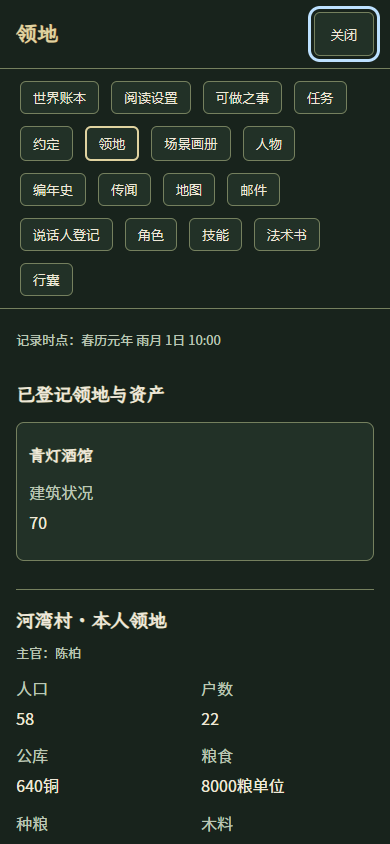 领地
关闭
世界账本 阅读设置 可做之事 任务
约定 领地 场景画册 人物
编年史 传闻 地图 邮件
说话人登记 角色 技能 法术书
行囊
记录时点：春历元年 雨月 1日 10:00
已登记领地与资产
青灯酒馆
建筑状况
70
河湾村·本人领地
主官：陈柏
人口 户数
58 22
公库 粮食
640铜 8000粮单位
种粮 木料